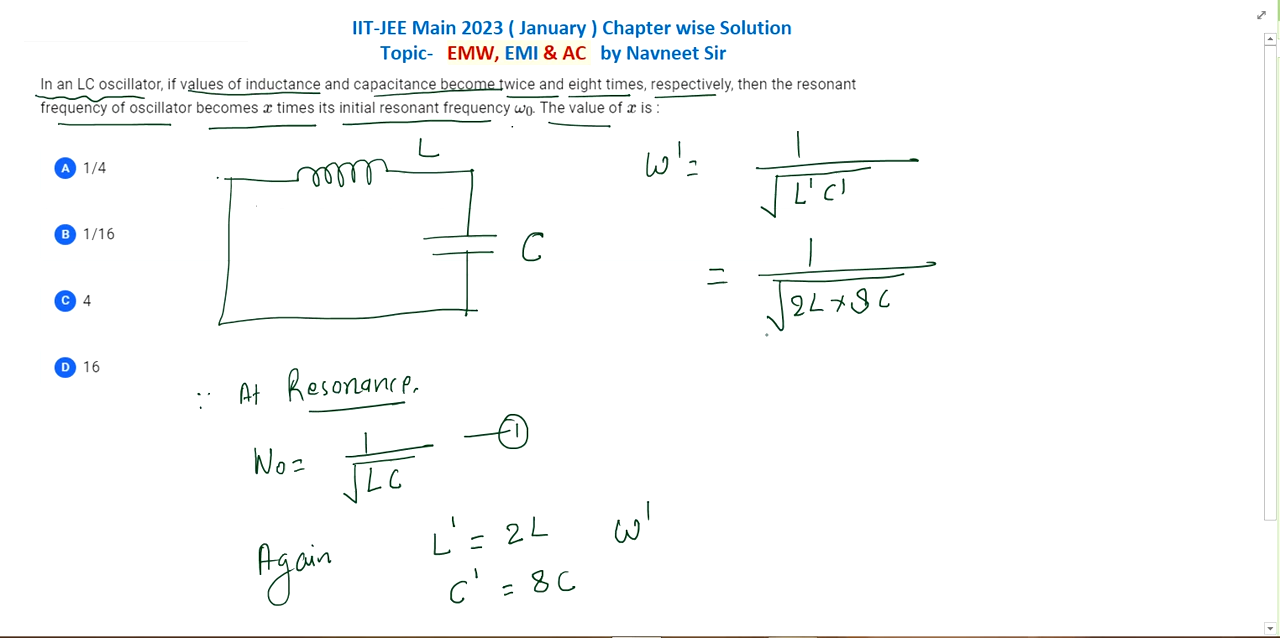 IIT-JEE Main 2023 ( January ) Chapter wise Solution
Topic- EMW, EMI & AC by Navneet Sir
In an LC oscillator, if values of inductance and capacitance become twice and eight times, respectively, then the resonant
frequency of oscillator becomes x times its initial resonant frequency ω₀. The value of x is :
A 1/4
B 1/16
C 4
D 16
L
C
∵ At Resonance.
W₀ = 1/√LC —①
Again L' = 2L ω'
C' = 8C
ω' = 1/√L'C'
= 1/√2L×8C